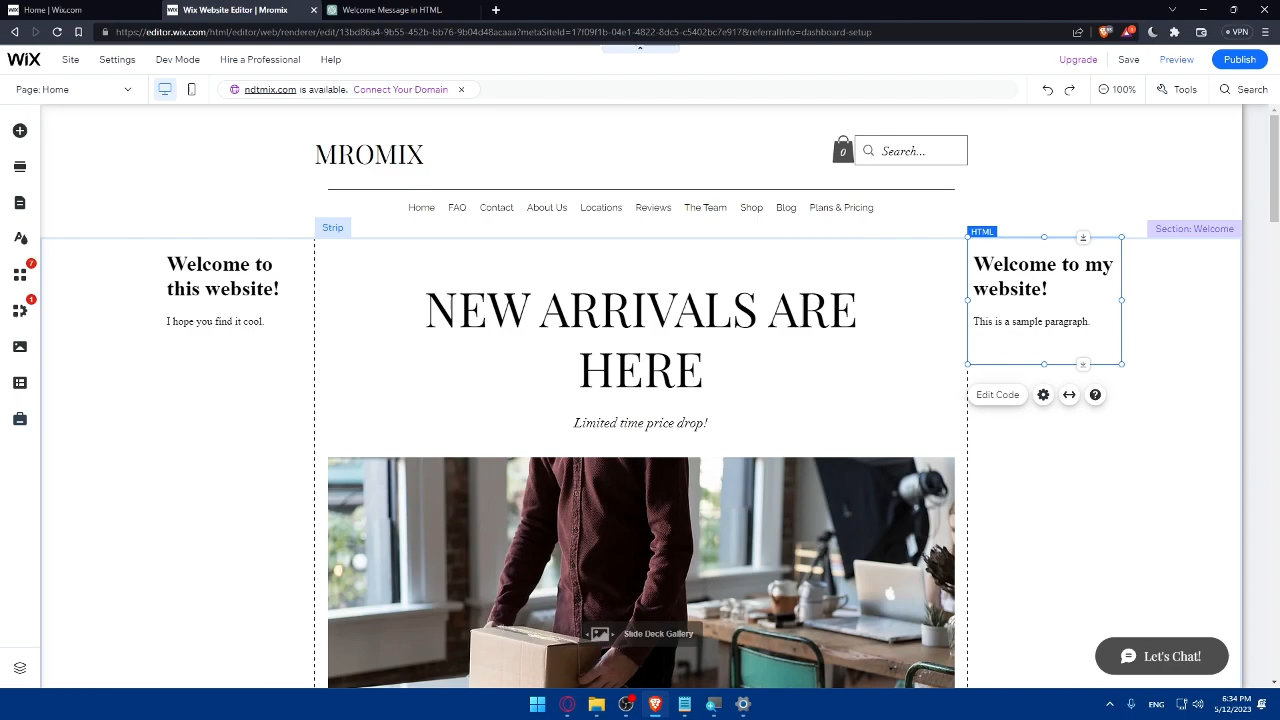 Home | Wix.com
Wix Website Editor | Mromix
Welcome Message in HTML.
https://editor.wix.com/html/editor/web/renderer/edit/13bd86a4-9b55-452b-bb76-9b04d48acaaa?metaSiteId=17f09f1b-04e1-4822-8dc5-c5402bc7e917&referralInfo=dashboard-setup
VPN
WiX
Site
Settings
Dev Mode
Hire a Professional
Help
Upgrade
Save
Preview
Publish
Page: Home
ndtmix.com is available. Connect Your Domain
100%
Tools
Search
MROMIX
0
Search...
Home
FAQ
Contact
About Us
Locations
Reviews
The Team
Shop
Blog
Plans & Pricing
Strip
HTML
Section: Welcome
Welcome to
this website!
I hope you find it cool.
NEW ARRIVALS ARE
HERE
Limited time price drop!
Welcome to my
website!
This is a sample paragraph.
Edit Code
7
1
Slide Deck Gallery
Let's Chat!
ENG
6:34 PM
5/12/2023